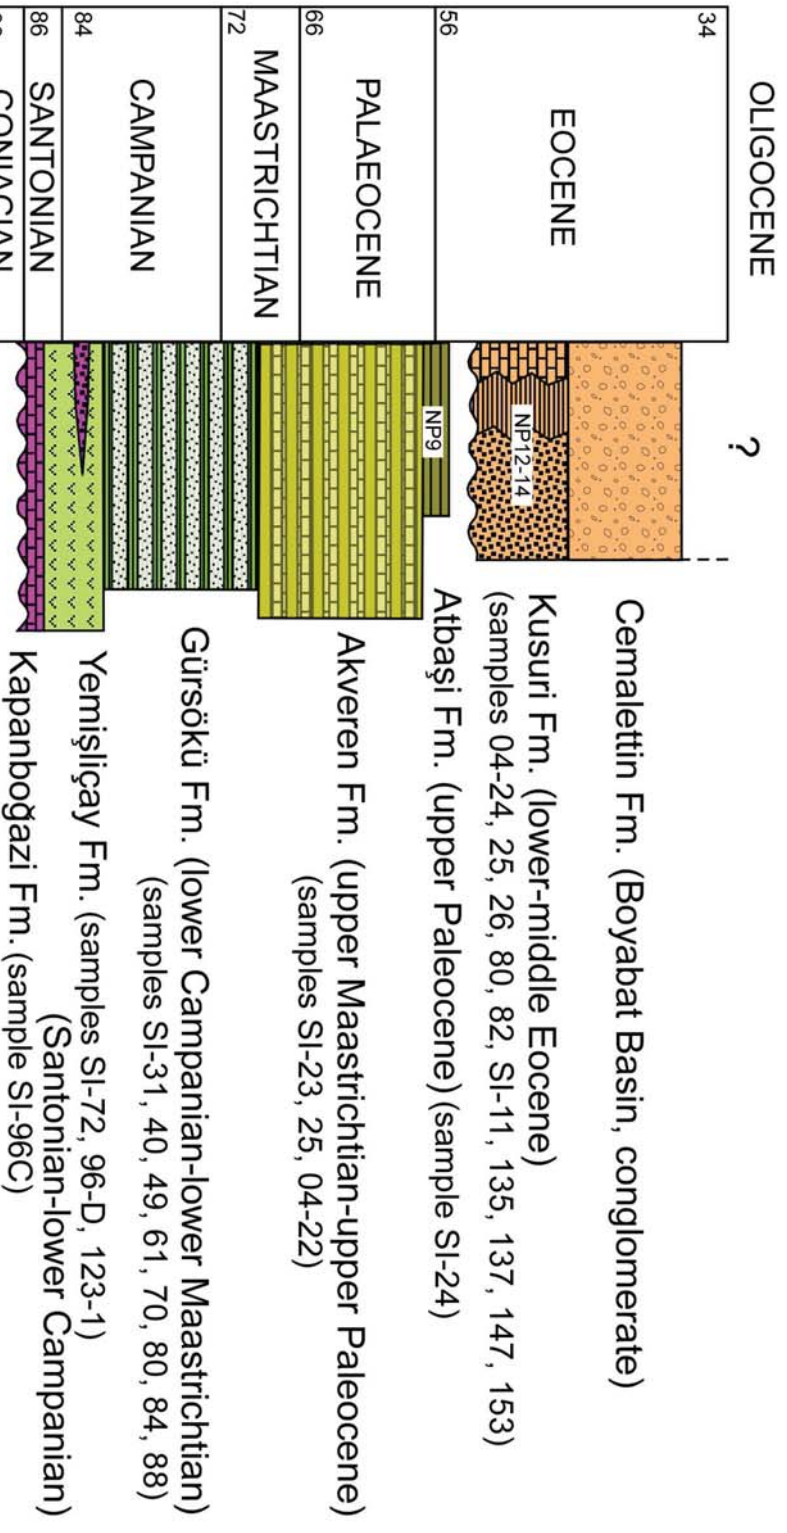 OLIGOCENE
?
34
EOCENE
Cemalettin Fm. (Boyabat Basin, conglomerate)
NP12-14
Kusuri Fm. (lower-middle Eocene)
(samples 04-24, 25, 26, 80, 82, SI-11, 135, 137, 147, 153)
56
NP9
Atbaşi Fm. (upper Paleocene) (sample SI-24)
PALAEOCENE
Akveren Fm. (upper Maastrichtian-upper Paleocene)
(samples SI-23, 25, 04-22)
66
MAASTRICHTIAN
72
Gürsökü Fm. (lower Campanian-lower Maastrichtian)
(samples SI-31, 40, 49, 61, 70, 80, 84, 88)
CAMPANIAN
84
Yemişliçay Fm. (samples SI-72, 96-D, 123-1)
(Santonian-lower Campanian)
SANTONIAN
86
Kapanboğazi Fm. (sample SI-96C)
CONIACIAN